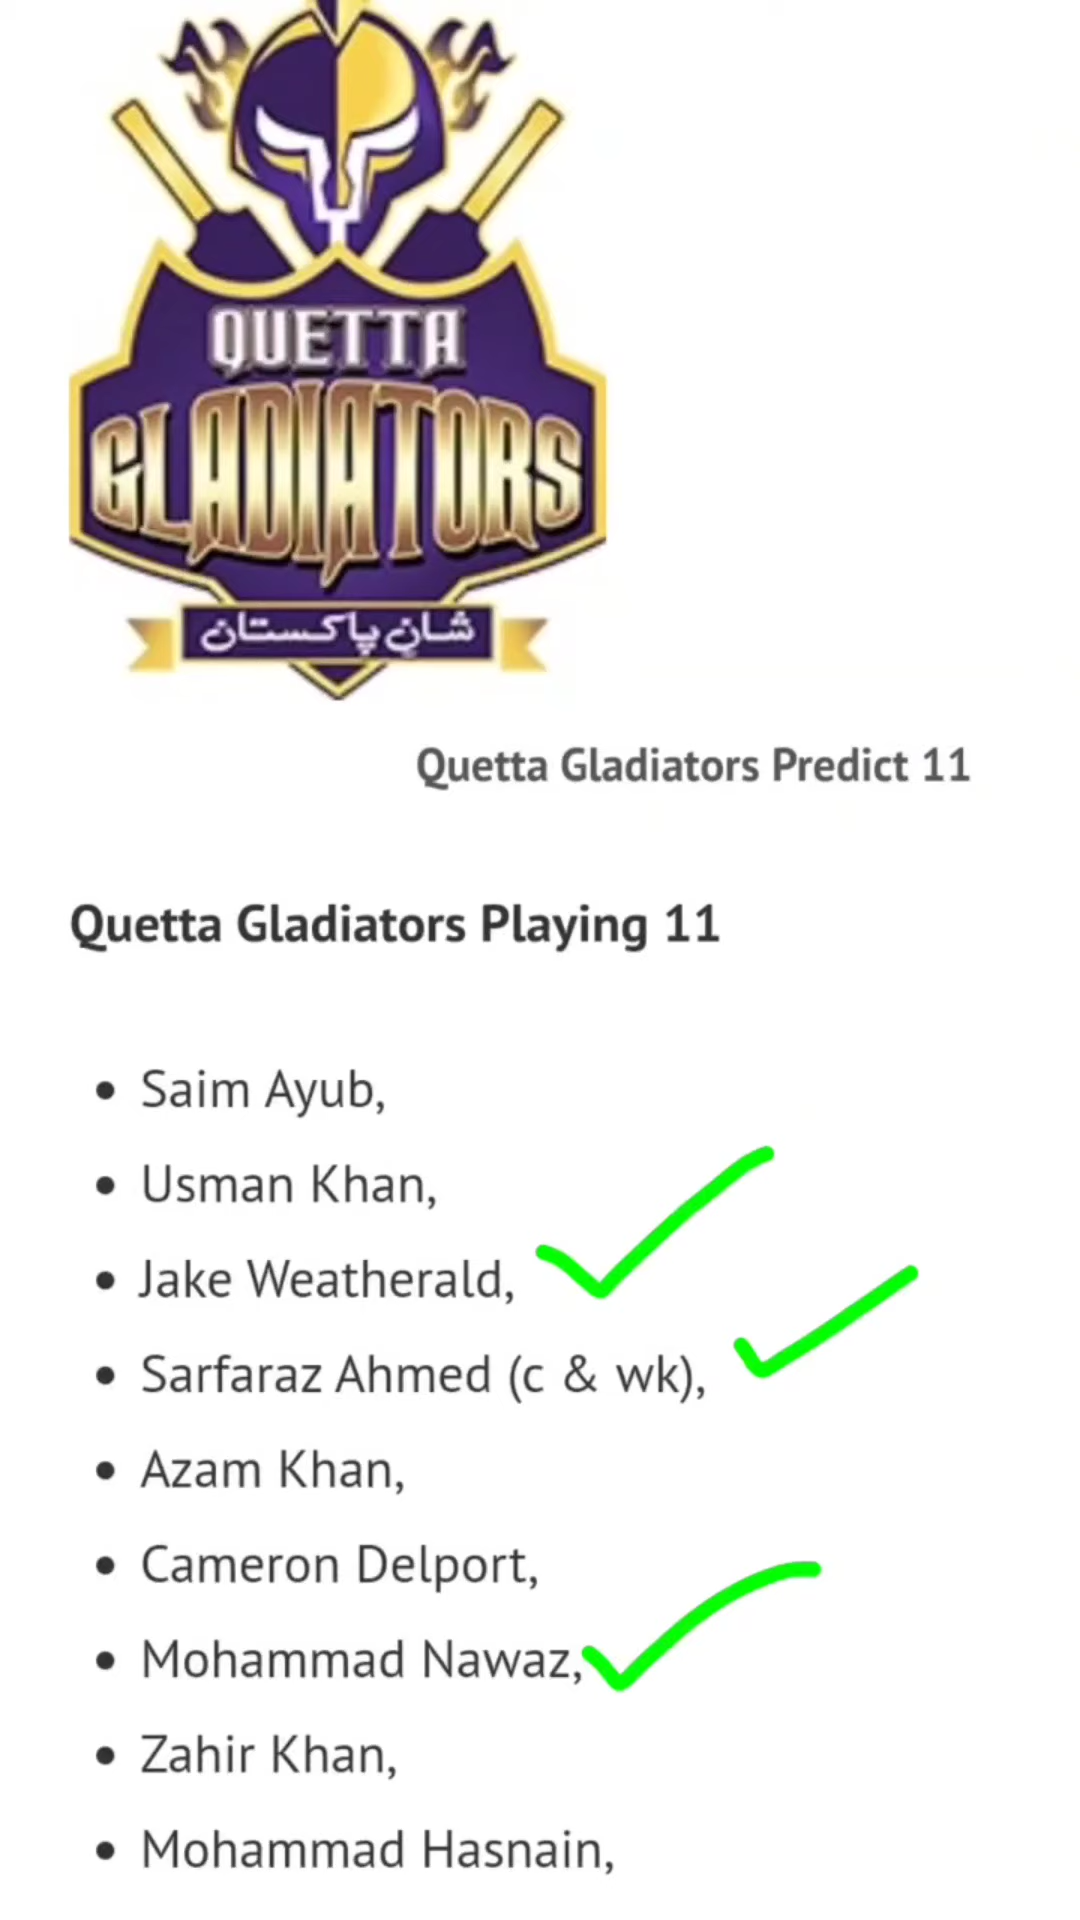 QUETTA
GLADIATORS
شانِ پاکستان
Quetta Gladiators Predict 11
Quetta Gladiators Playing 11
• Saim Ayub,
• Usman Khan,
• Jake Weatherald,
• Sarfaraz Ahmed (c & wk),
• Azam Khan,
• Cameron Delport,
• Mohammad Nawaz,
• Zahir Khan,
• Mohammad Hasnain,